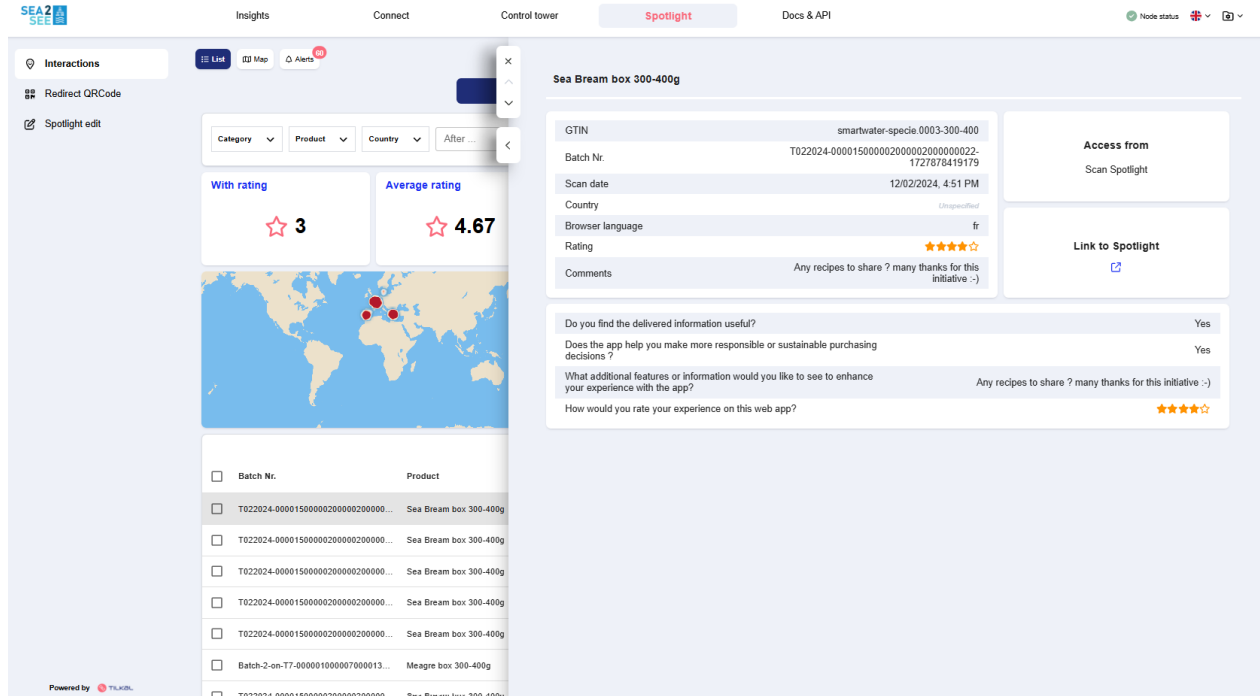 SEA2
SEE
Insights
Connect
Control tower
Spotlight
Docs & API
Node status
Interactions
Redirect QRCode
Spotlight edit
List
Map
Alerts
60
Category
Product
Country
After ...
With rating
3
Average rating
4.67
Batch Nr.
Product
T022024-00001500000200000200000...
Sea Bream box 300-400g
T022024-00001500000200000200000...
Sea Bream box 300-400g
T022024-00001500000200000200000...
Sea Bream box 300-400g
T022024-00001500000200000200000...
Sea Bream box 300-400g
T022024-00001500000200000200000...
Sea Bream box 300-400g
Batch-2-on-T7-000001000007000013...
Meagre box 300-400g
Powered by TILKAL
Sea Bream box 300-400g
GTIN
smartwater-specie.0003-300-400
Batch Nr.
T022024-000015000002000002000000022-
1727878419179
Scan date
12/02/2024, 4:51 PM
Country
Unspecified
Browser language
fr
Rating
Comments
Any recipes to share ? many thanks for this
initiative :-)
Access from
Scan Spotlight
Link to Spotlight
Do you find the delivered information useful?
Yes
Does the app help you make more responsible or sustainable purchasing
decisions ?
Yes
What additional features or information would you like to see to enhance
your experience with the app?
Any recipes to share ? many thanks for this initiative :-)
How would you rate your experience on this web app?